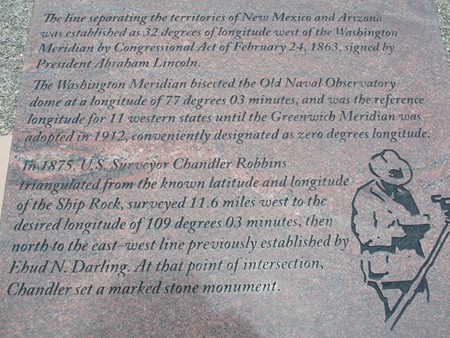 The line separating the territories of New Mexico and Arizona
was established as 32 degrees of longitude west of the Washington
Meridian by Congressional Act of February 24, 1863, signed by
President Abraham Lincoln.
The Washington Meridian bisected the Old Naval Observatory
dome at a longitude of 77 degrees 03 minutes, and was the reference
longitude for 11 western states until the Greenwich Meridian was
adopted in 1912, conveniently designated as zero degrees longitude.
In 1875, U.S. Surveyor Chandler Robbins
triangulated from the known latitude and longitude
of the Ship Rock, surveyed 11.6 miles west to the
desired longitude of 109 degrees 03 minutes, then
north to the east-west line previously established by
Ehud N. Darling. At that point of intersection,
Chandler set a marked stone monument.